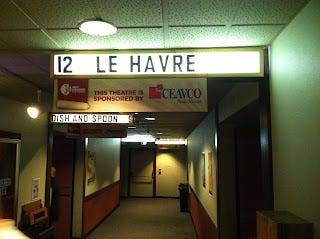 12 LE HAVRE
THIS THEATRE IS
SPONSORED BY
CEAVCO
DISH AND SPOON